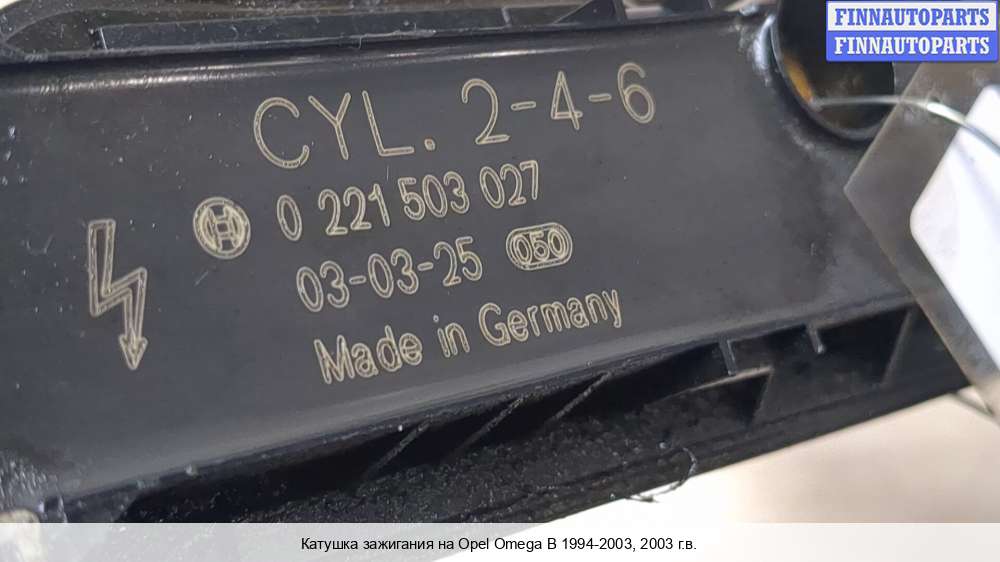 FINNAUTOPARTS
FINNAUTOPARTS
CYL. 2-4-6
0 221 503 027
03-03-25 050
Made in Germany
Катушка зажигания на Opel Omega B 1994-2003, 2003 г.в.